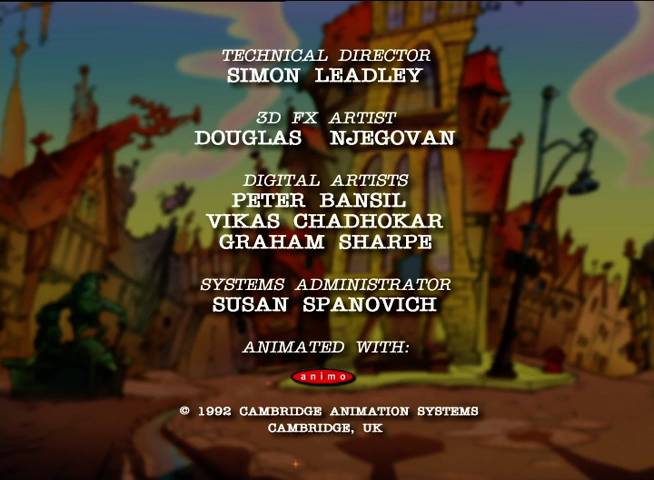 TECHNICAL DIRECTOR
SIMON LEADLEY
3D FX ARTIST
DOUGLAS NJEGOVAN
DIGITAL ARTISTS
PETER BANSIL
VIKAS CHADHOKAR
GRAHAM SHARPE
SYSTEMS ADMINISTRATOR
SUSAN SPANOVICH
ANIMATED WITH:
animo
© 1992 CAMBRIDGE ANIMATION SYSTEMS
CAMBRIDGE, UK